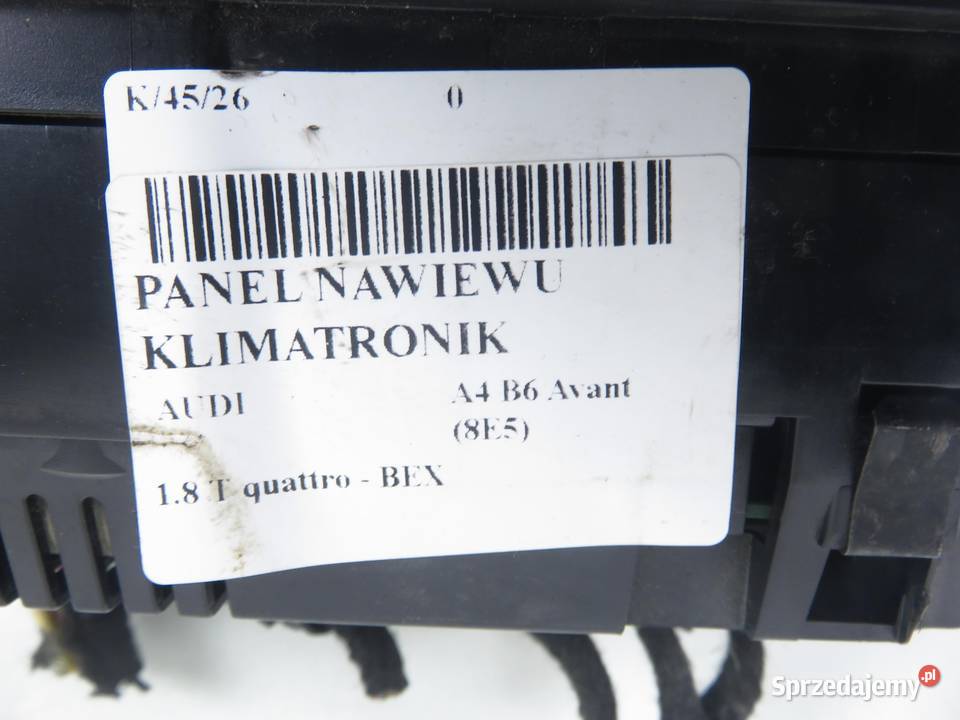 K/45/26 0
PANEL NAWIEWU
KLIMATRONIK
AUDI A4 B6 Avant
(8E5)
1.8 T quattro - BEX
Sprzedajemy.pl